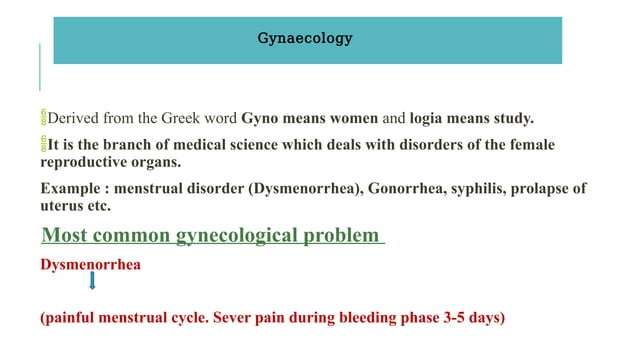 Gynaecology
Derived from the Greek word Gyno means women and logia means study.
It is the branch of medical science which deals with disorders of the female
reproductive organs.
Example : menstrual disorder (Dysmenorrhea), Gonorrhea, syphilis, prolapse of
uterus etc.
Most common gynecological problem
Dysmenorrhea
(painful menstrual cycle. Sever pain during bleeding phase 3-5 days)